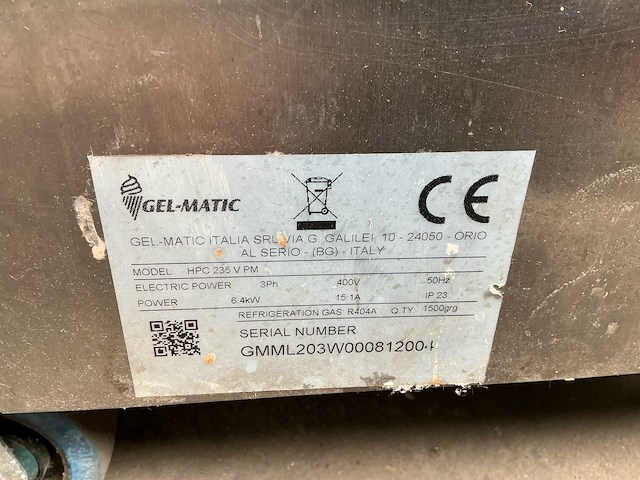 GEL-MATIC
CE
GEL-MATIC ITALIA SRL VIA G. GALILEI, 10 - 24050 - ORIO
AL SERIO - (BG) - ITALY
MODEL HPC 235 V PM
ELECTRIC POWER 3Ph 400V 50Hz
POWER 6.4kW 15.1A IP 23
REFRIGERATION GAS: R404A Q.TY: 1500grg
SERIAL NUMBER